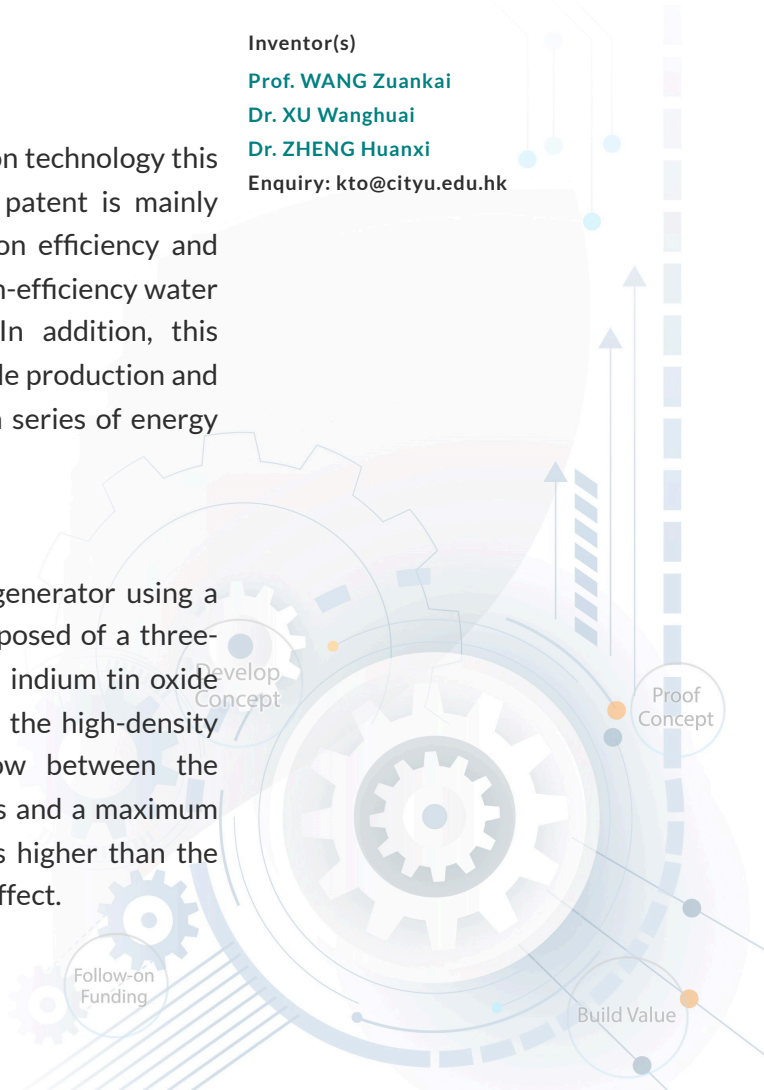 Inventor(s)
Prof. WANG Zuankai
Dr. XU Wanghuai
Dr. ZHENG Huanxi
Enquiry: kto@cityu.edu.hk
on technology this
patent is mainly
on efficiency and
-efficiency water
In addition, this
le production and
series of energy
generator using a
posed of a three-
indium tin oxide
the high-density
ow between the
s and a maximum
s higher than the
ffect.
Develop
Concept
Proof
Concept
Follow-on
Funding
Build Value